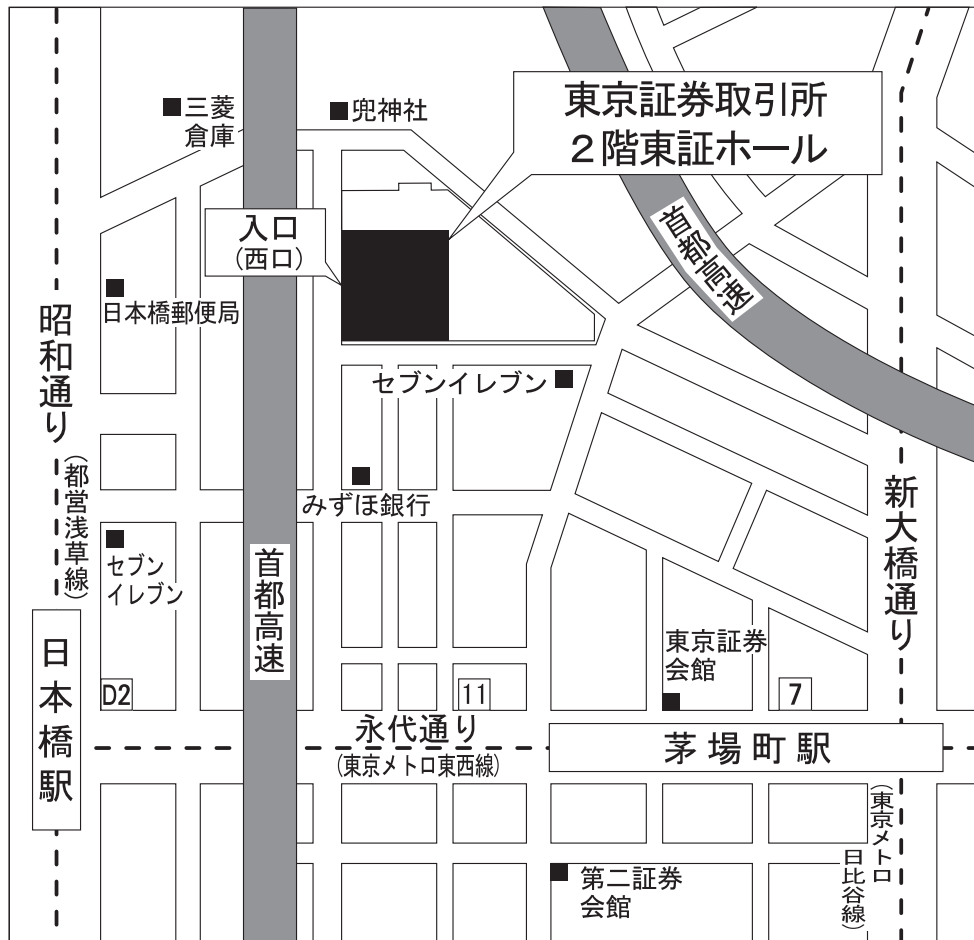 三菱
倉庫
兜神社
東京証券取引所
２階東証ホール
入口
(西口)
首都高速
日本橋郵便局
昭和通り
(都営浅草線)
セブンイレブン
みずほ銀行
新大橋通り
セブン
イレブン
首都高速
日本橋駅
東京証券
会館
D2
11
7
永代通り
(東京メトロ東西線)
茅場町駅
(東京メトロ
日比谷線)
第二証券
会館